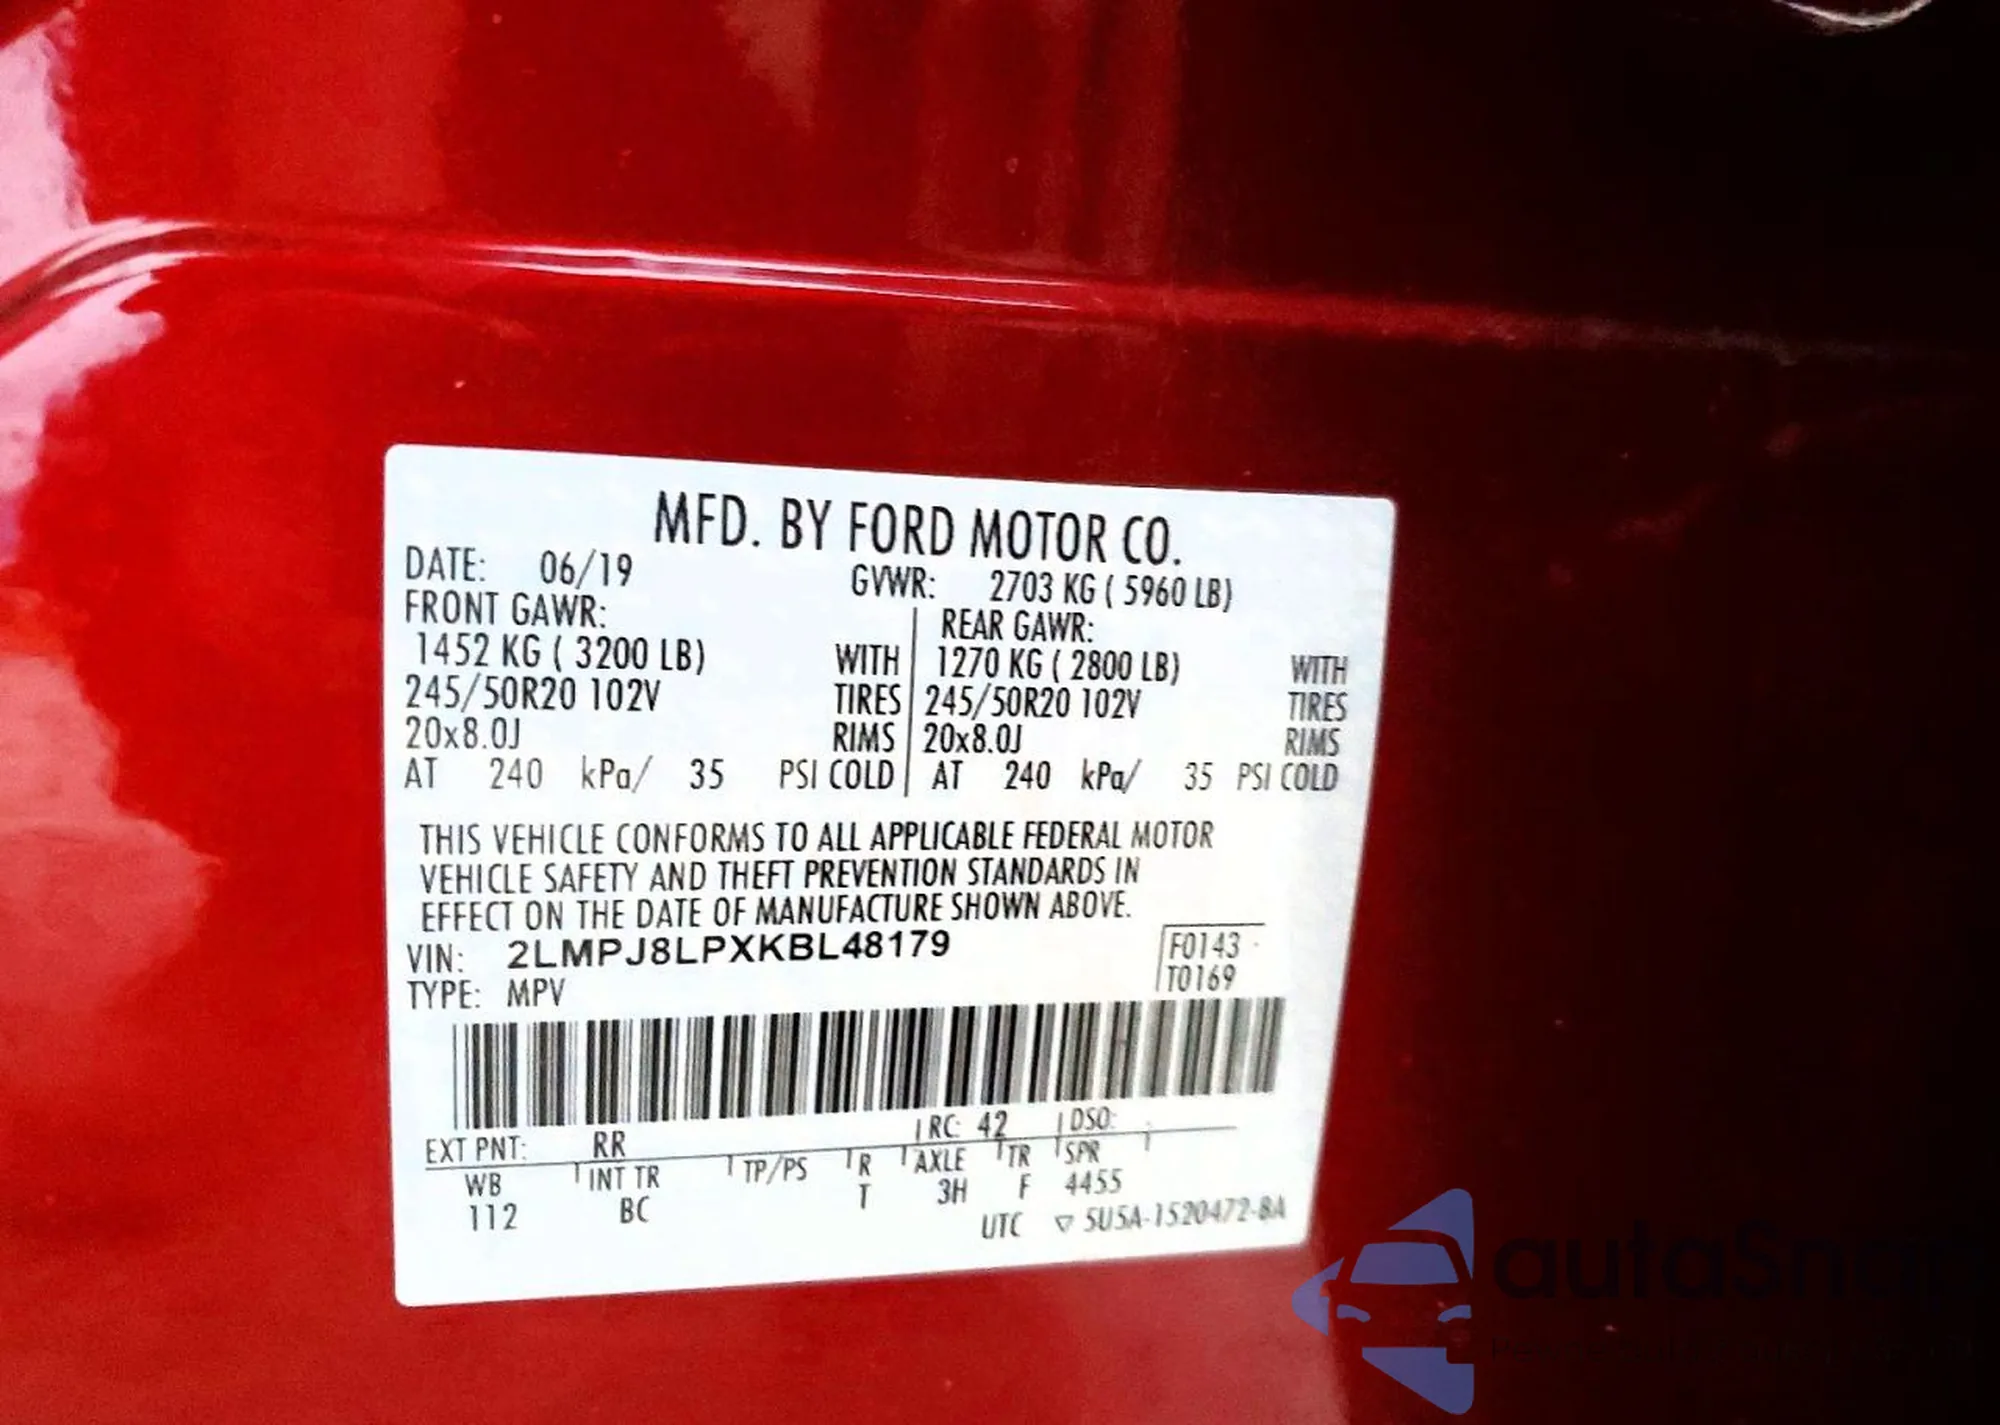 MFD. BY FORD MOTOR CO.
DATE: 06/19 GVWR: 2703 KG ( 5960 LB)
FRONT GAWR: REAR GAWR:
1452 KG ( 3200 LB) WITH 1270 KG ( 2800 LB) WITH
245/50R20 102V TIRES 245/50R20 102V TIRES
20x8.0J RIMS 20x8.0J RIMS
AT 240 kPa/ 35 PSI COLD AT 240 kPa/ 35 PSI COLD
THIS VEHICLE CONFORMS TO ALL APPLICABLE FEDERAL MOTOR
VEHICLE SAFETY AND THEFT PREVENTION STANDARDS IN
EFFECT ON THE DATE OF MANUFACTURE SHOWN ABOVE.
VIN: 2LMPJ8LPXKBL48179 F0143
TYPE: MPV T0169
EXT PNT: RR RC: 42 DSO:
WB INT TR TP/PS R AXLE TR SPR
112 BC T 3H F 4455
UTC ▽ 5U5A-1520472-BA